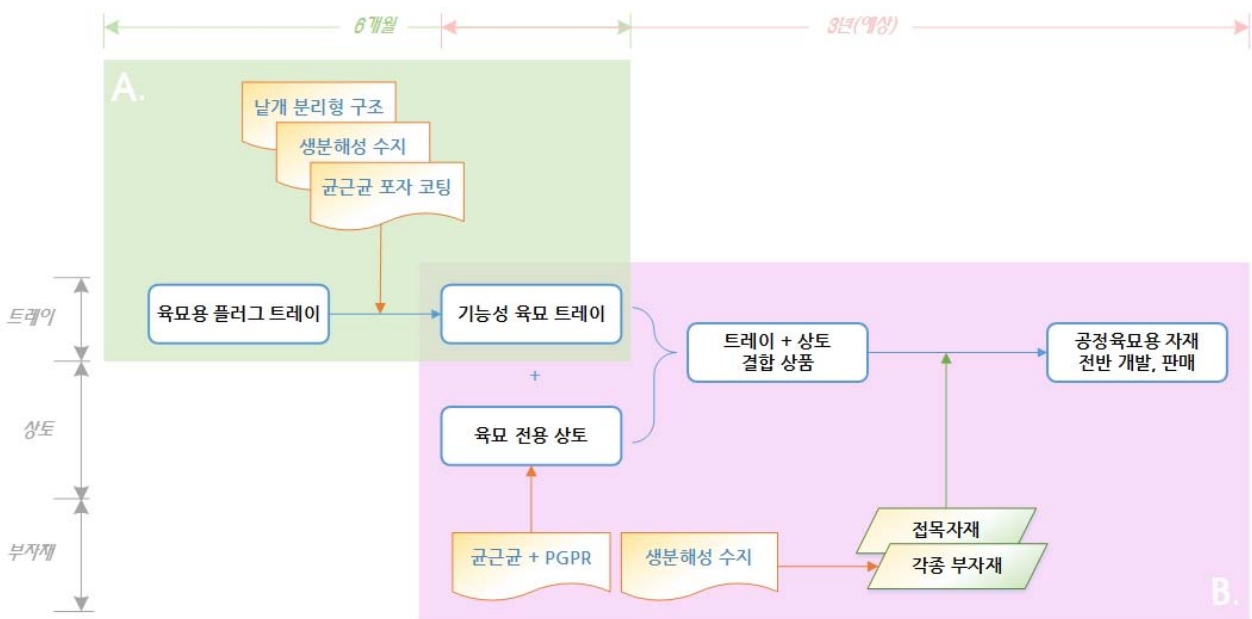 6개월
3년(예상)
A.
낱개 분리형 구조
생분해성 수지
균근균 포자 코팅
트레이
육묘용 플러그 트레이
기능성 육묘 트레이
트레이 + 상토
결합 상품
공정육묘용 자재
전반 개발, 판매
+
상토
육묘 전용 상토
부자재
균근균 + PGPR
생분해성 수지
접목자재
각종 부자재
B.